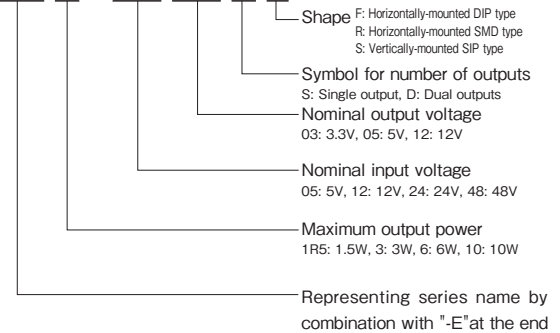 Shape F: Horizontally-mounted DIP type
R: Horizontally-mounted SMD type
S: Vertically-mounted SIP type
Symbol for number of outputs
S: Single output, D: Dual outputs
Nominal output voltage
03: 3.3V, 05: 5V, 12: 12V
Nominal input voltage
05: 5V, 12: 12V, 24: 24V, 48: 48V
Maximum output power
1R5: 1.5W, 3: 3W, 6: 6W, 10: 10W
Representing series name by
combination with "-E"at the end